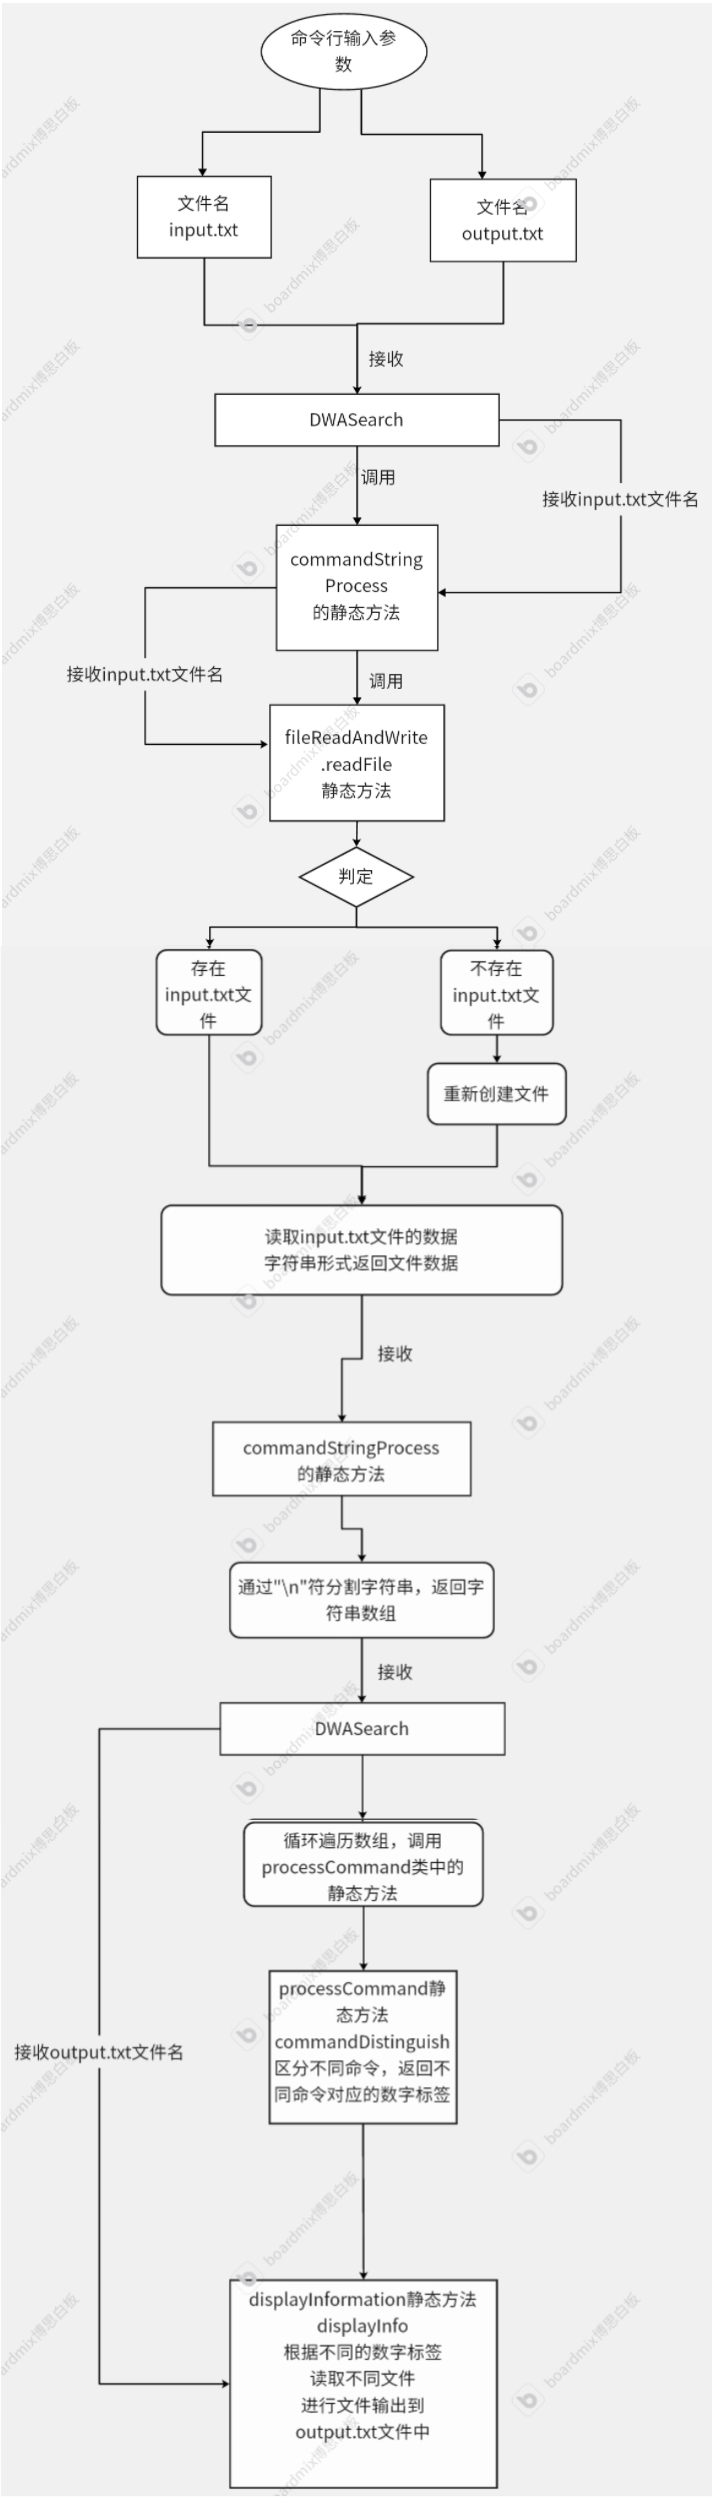 命令行输入参
数
文件名
input.txt
文件名
output.txt
接收
DWASearch
调用
接收input.txt文件名
commandString
Process
的静态方法
接收input.txt文件名
调用
fileReadAndWrite
.readFile
静态方法
判定
存在
input.txt文
件
不存在
input.txt文
件
重新创建文件
读取input.txt文件的数据
字符串形式返回文件数据
接收
commandStringProcess
的静态方法
通过"\n"符分割字符串，返回字
符串数组
接收
DWASearch
循环遍历数组，调用
processCommand类中的
静态方法
processCommand静
态方法
commandDistinguish
区分不同命令，返回不
同命令对应的数字标签
接收output.txt文件名
displayInformation静态方法
displayInfo
根据不同的数字标签
读取不同文件
进行文件输出到
output.txt文件中
boardmix博思白板